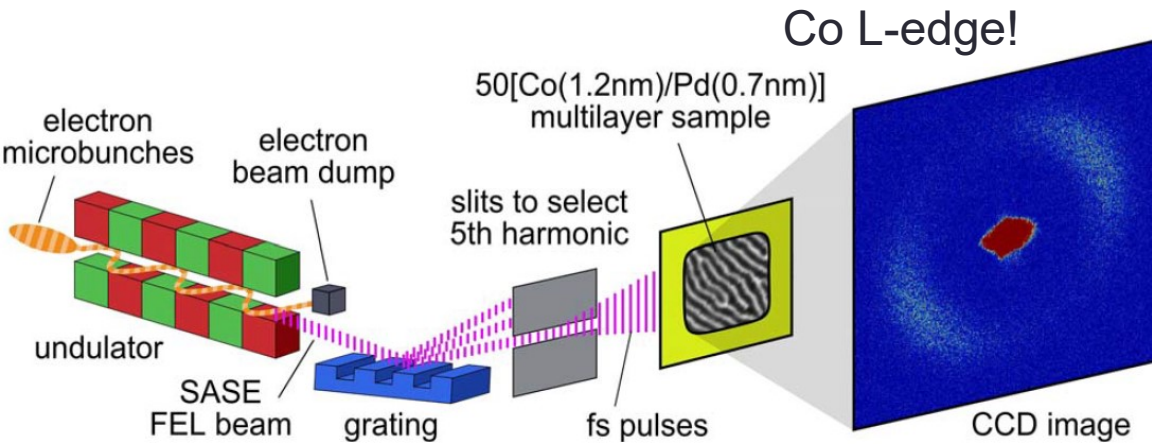 Co L-edge!
50[Co(1.2nm)/Pd(0.7nm)]
multilayer sample
electron
microbunches
electron
beam dump
slits to select
5th harmonic
undulator
SASE
FEL beam
grating
fs pulses
CCD image